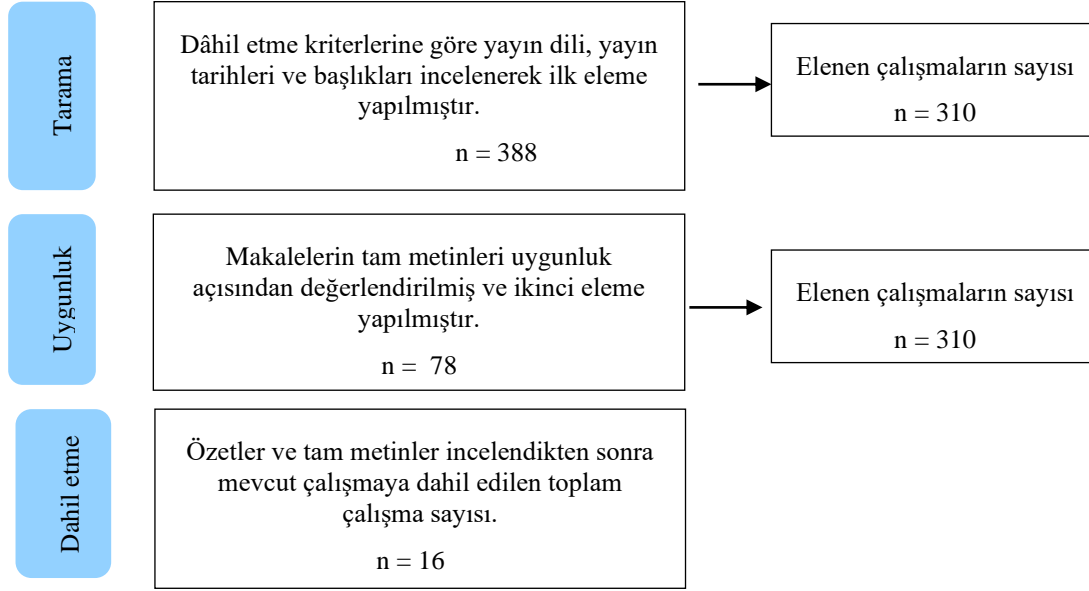 Tarama
Dâhil etme kriterlerine göre yayın dili, yayın
tarihleri ve başlıkları incelenerek ilk eleme
yapılmıştır.
n = 388
Elenen çalışmaların sayısı
n = 310
Uygunluk
Makalelerin tam metinleri uygunluk
açısından değerlendirilmiş ve ikinci eleme
yapılmıştır.
n = 78
Elenen çalışmaların sayısı
n = 310
Dahil etme
Özetler ve tam metinler incelendikten sonra
mevcut çalışmaya dahil edilen toplam
çalışma sayısı.
n = 16